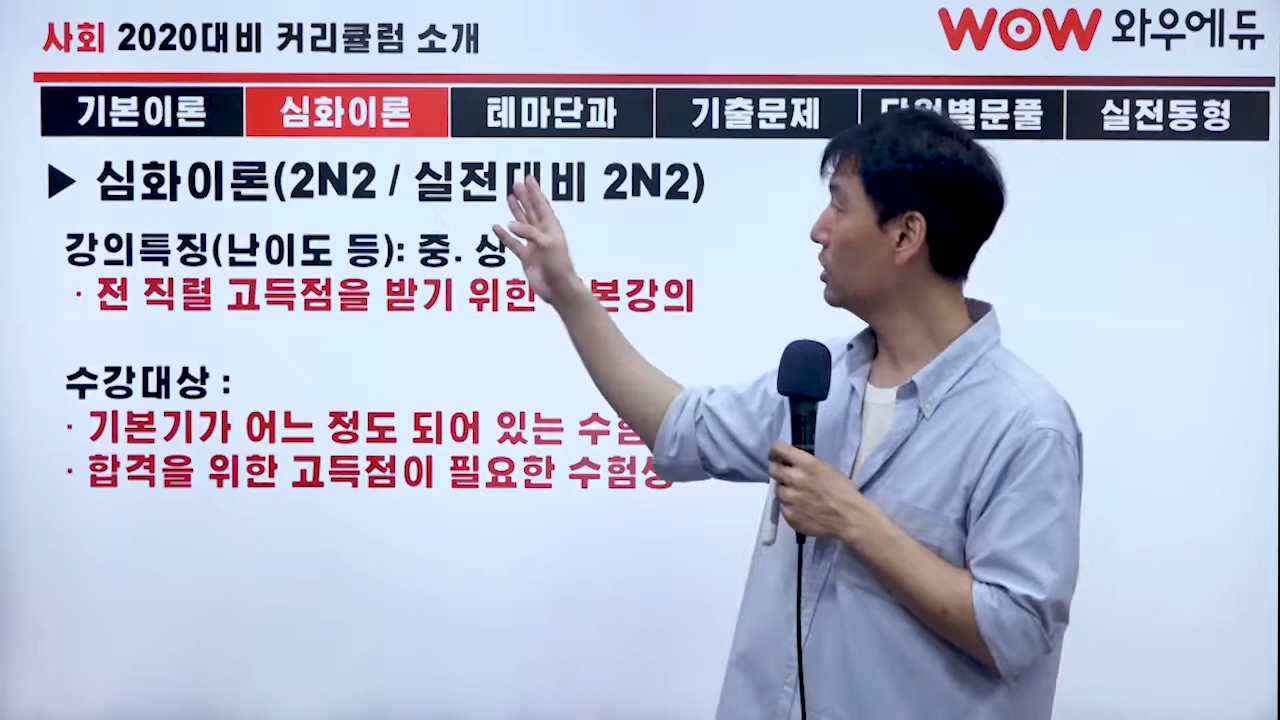 사회 2020대비 커리큘럼 소개
WOW 와우에듀
기본이론 심화이론 테마단과 기출문제 실전동형
▶ 심화이론(2N2 / 실전대비 2N2)
강의특징(난이도 등): 중. 상
· 전 직렬 고득점을 받기 위한
수강대상 :
· 기본기가 어느 정도 되어 있는
· 합격을 위한 고득점이 필요한 수험생